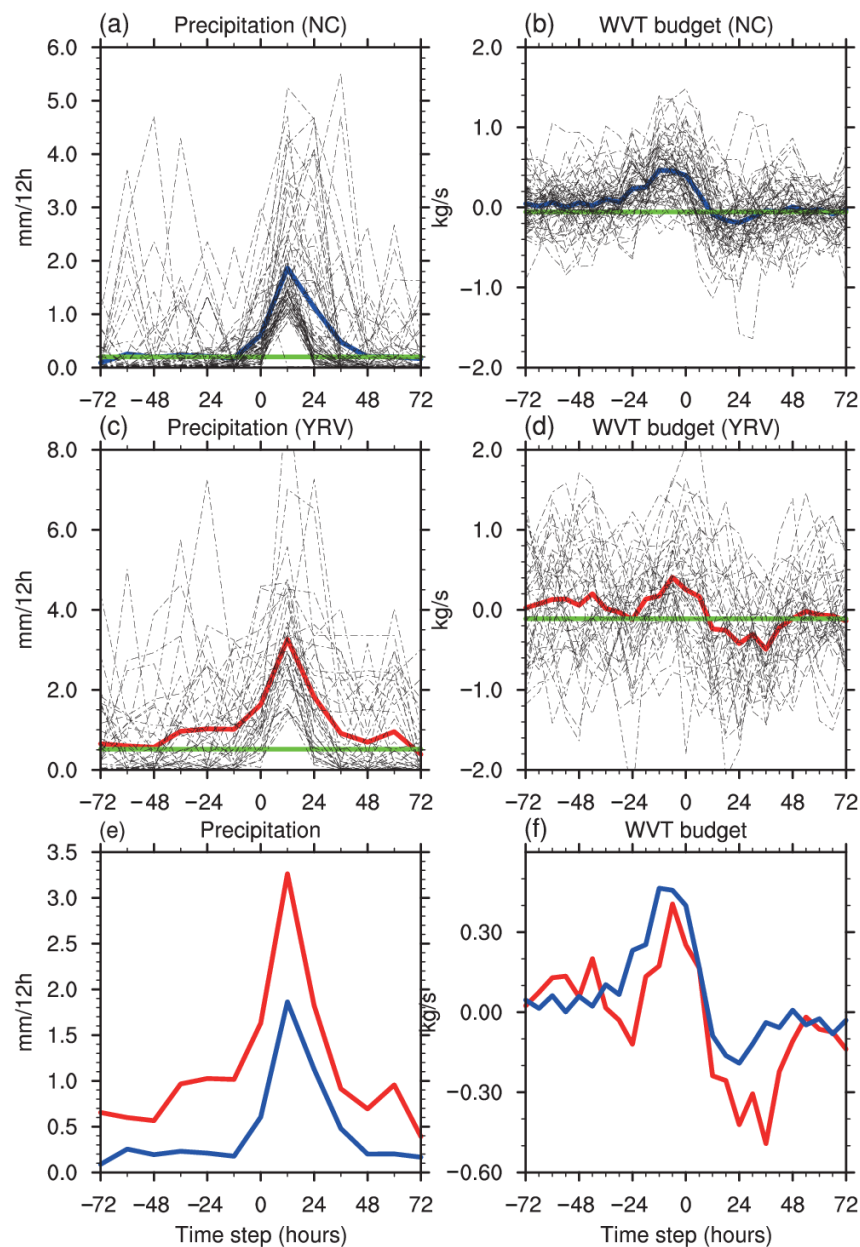 (a) Precipitation (NC)
(b) WVT budget (NC)
6.0
5.0
4.0
3.0
2.0
1.0
0.0
mm/12h
−72 −48 −24 0 24 48 72
2.0
1.0
0.0
−1.0
−2.0
kg/s
−72 −48 −24 0 24 48 72
(c) Precipitation (YRV)
(d) WVT budget (YRV)
8.0
6.0
4.0
2.0
0.0
mm/12h
−72 −48 −24 0 24 48 72
2.0
1.0
0.0
−1.0
−2.0
kg/s
−72 −48 −24 0 24 48 72
(e) Precipitation
(f) WVT budget
3.5
3.0
2.5
2.0
1.5
1.0
0.5
0.0
mm/12h
−72 −48 −24 0 24 48 72
Time step (hours)
0.30
0.00
−0.30
−0.60
kg/s
−72 −48 −24 0 24 48 72
Time step (hours)